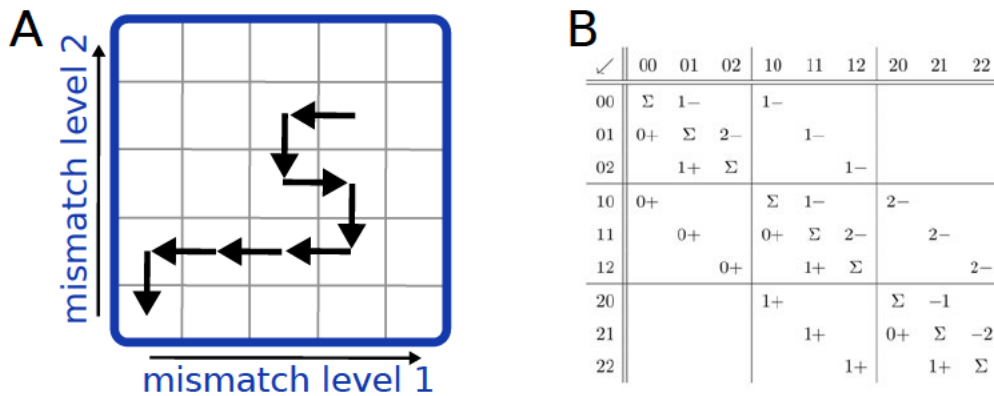 A
mismatch level 2
mismatch level 1
B
↙ 00 01 02 10 11 12 20 21 22
00 Σ 1− 1−
01 0+ Σ 2− 1−
02 1+ Σ 1−
10 0+ Σ 1− 2−
11 0+ 0+ Σ 2− 2−
12 0+ 1+ Σ 2−
20 1+ Σ −1
21 1+ 0+ Σ −2
22 1+ 1+ Σ